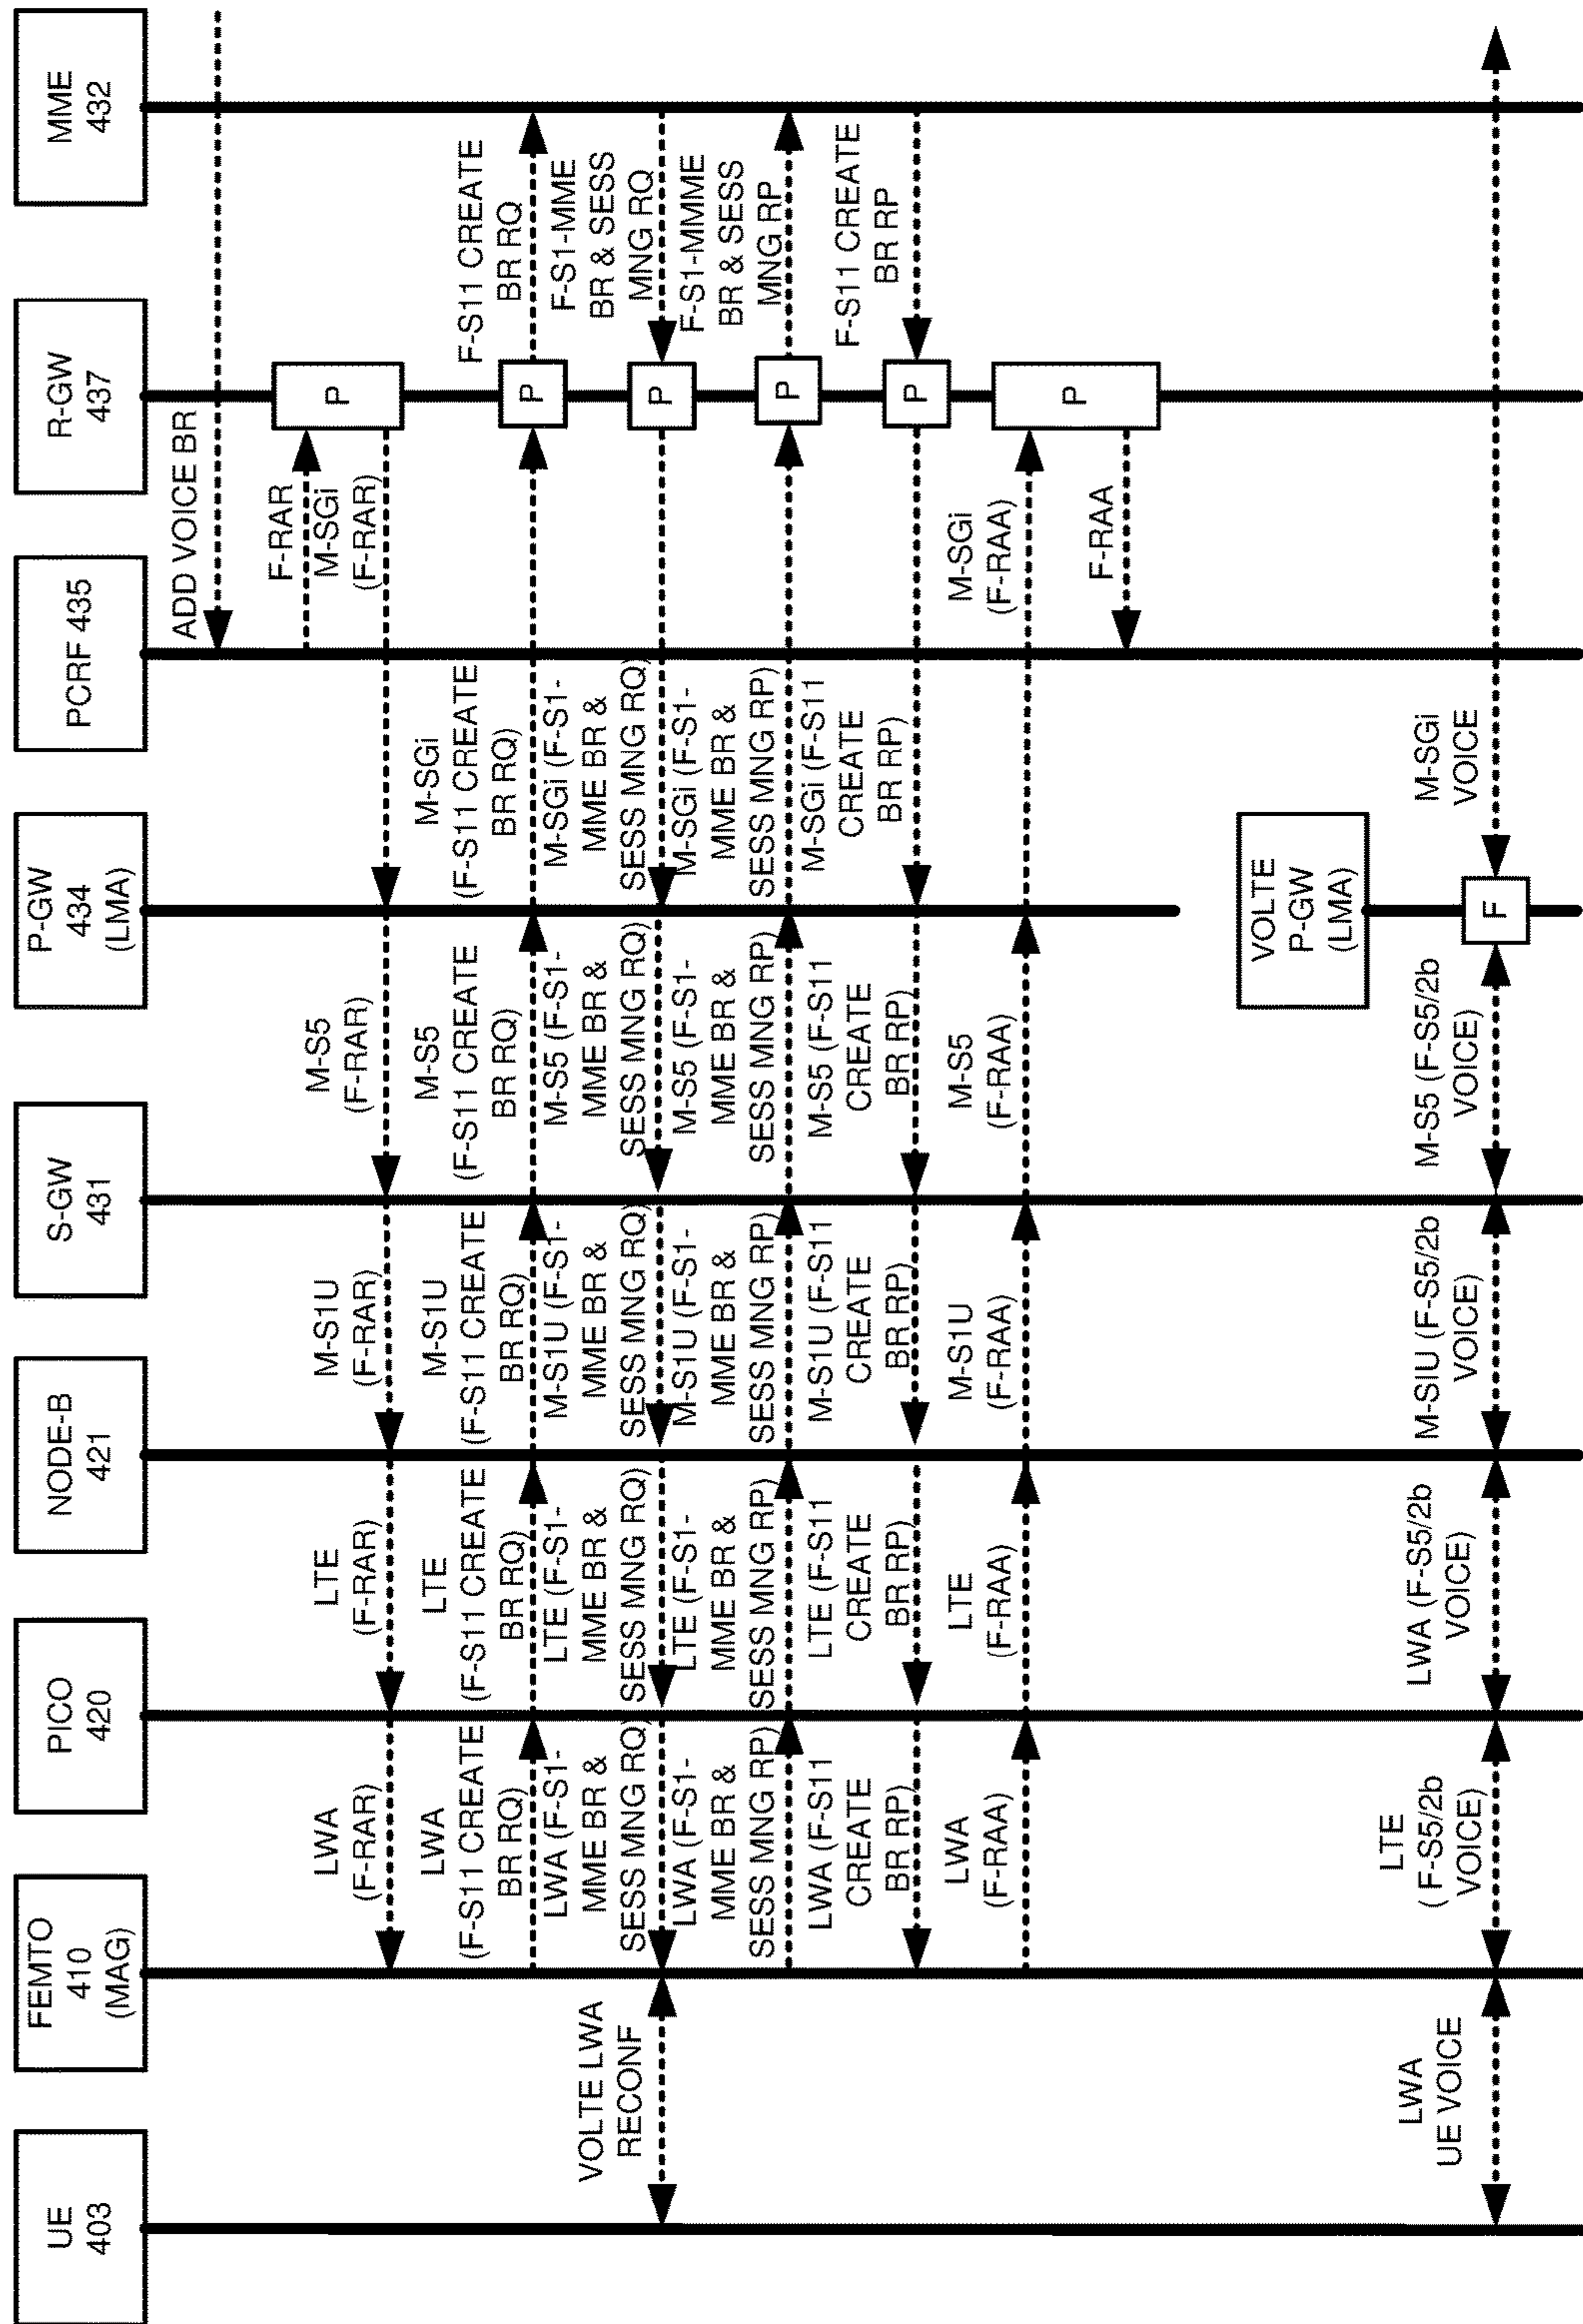 UE
403
FEMTO
410
(MAG)
PICO
420
NODE-B
421
S-GW
431
P-GW
434
(LMA)
PCRF 435
R-GW
437
MME
432
ADD VOICE BR
F-RAR
LWA
(F-RAR)
LTE
(F-RAR)
M-S1U
(F-RAR)
M-S5
(F-RAR)
M-SGi
(F-RAR)
P
LWA
(F-S11 CREATE
BR RQ)
LTE
(F-S11 CREATE
BR RQ)
M-S1U
(F-S11 CREATE
BR RQ)
M-S5
(F-S11 CREATE
BR RQ)
M-SGi
(F-S11 CREATE
BR RQ)
P
F-S11 CREATE
BR RQ
VOLTE LWA
RECONF
LWA (F-S1-
MME BR &
SESS MNG RQ)
LTE (F-S1-
MME BR &
SESS MNG RQ)
M-S1U (F-S1-
MME BR &
SESS MNG RQ)
M-S5 (F-S1-
MME BR &
SESS MNG RQ)
M-SGi (F-S1-
MME BR &
SESS MNG RQ)
P
F-S1-MME
BR & SESS
MNG RQ
LWA (F-S1-
MME BR &
SESS MNG RP)
LTE (F-S1-
MME BR &
SESS MNG RP)
M-S1U (F-S1-
MME BR &
SESS MNG RP)
M-S5 (F-S1-
MME BR &
SESS MNG RP)
M-SGi (F-S1-
MME BR &
SESS MNG RP)
P
F-S1-MMME
BR & SESS
MNG RP
LWA (F-S11
CREATE
BR RP)
LTE (F-S11
CREATE
BR RP)
M-S1U (F-S11
CREATE
BR RP)
M-S5 (F-S11
CREATE
BR RP)
M-SGi (F-S11
CREATE
BR RP)
P
F-S11 CREATE
BR RP
LWA
(F-RAA)
LTE
(F-RAA)
M-S1U
(F-RAA)
M-S5
(F-RAA)
M-SGi
(F-RAA)
P
F-RAA
VOLTE
P-GW
(LMA)
LWA
UE VOICE
LTE
( F-S5/2b
VOICE)
LWA (F-S5/2b
VOICE)
M-SIU (F-S5/2b
VOICE)
M-S5 (F-S5/2b
VOICE)
F
M-SGi
VOICE